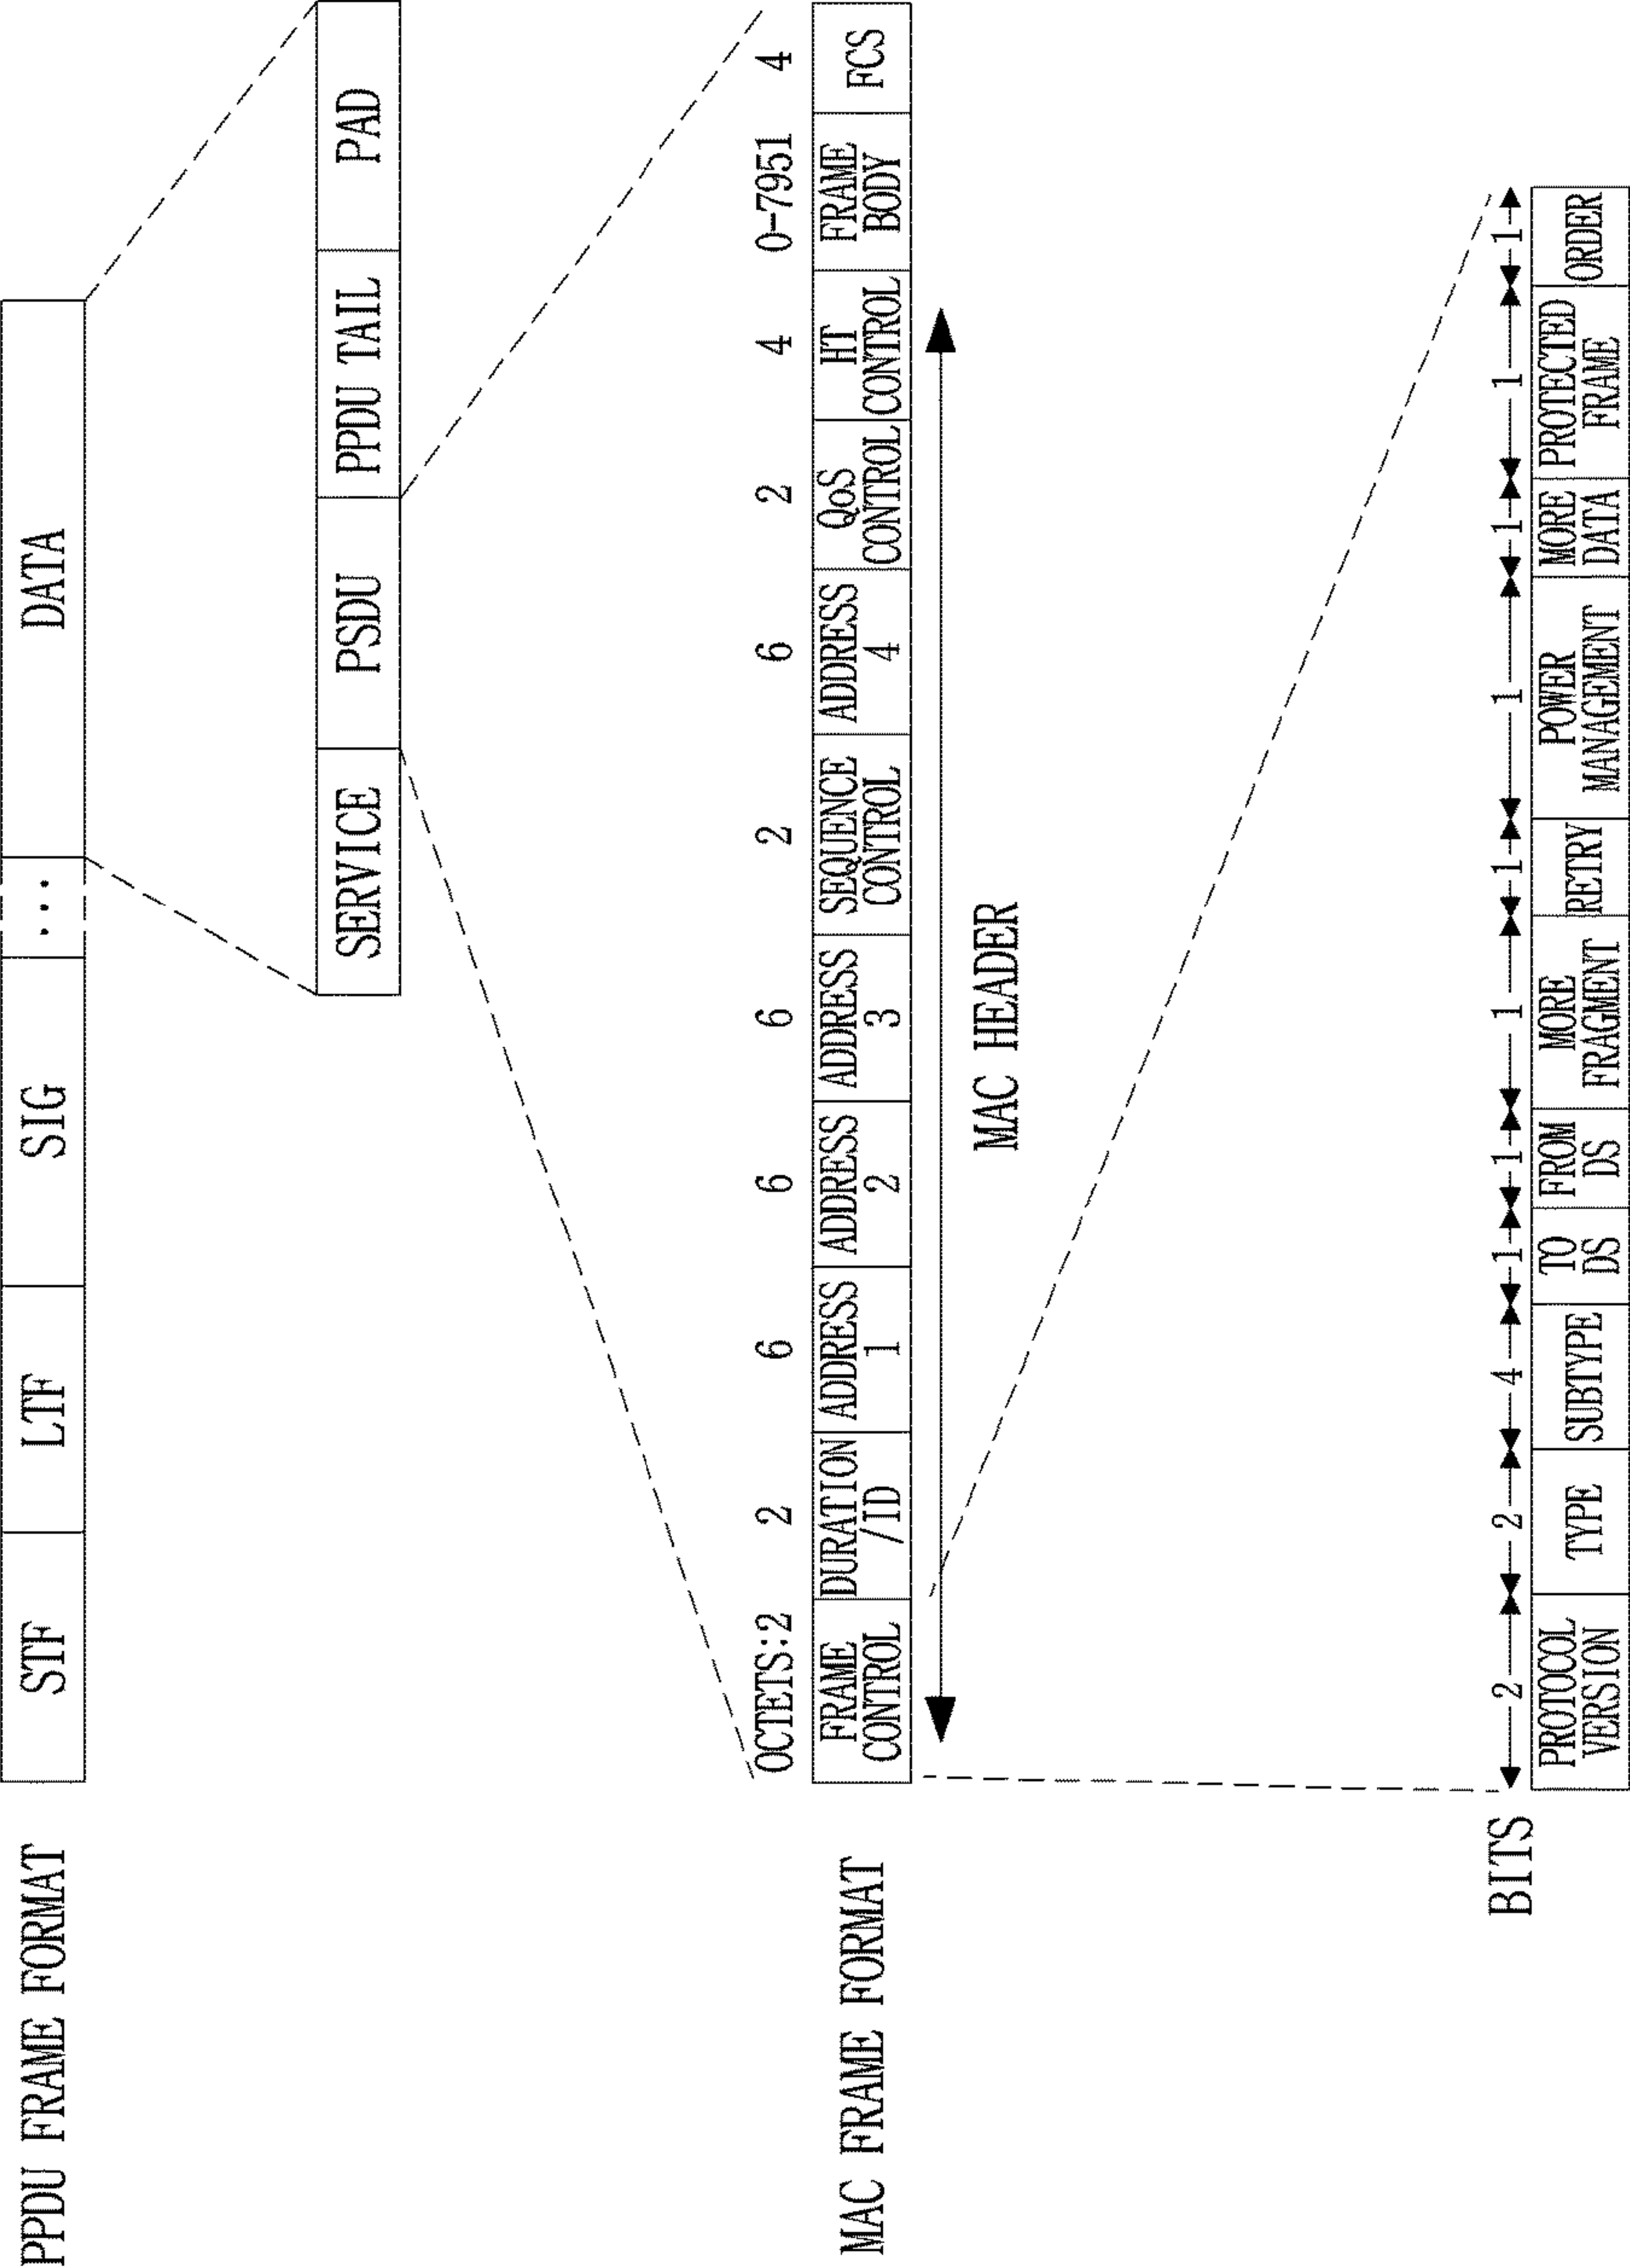 PPDU FRAME FORMAT
STF
LTF
SIG
...
DATA
SERVICE
PSDU
PPDU TAIL
PAD
OCTETS:2
2
6
6
6
2
6
2
4
0-7951
4
MAC FRAME FORMAT
FRAME
CONTROL
DURATION
/ID
ADDRESS
1
ADDRESS
2
ADDRESS
3
SEQUENCE
CONTROL
ADDRESS
4
QoS
CONTROL
HT
CONTROL
FRAME
BODY
FCS
MAC HEADER
BITS
2
2
4
1
1
1
1
1
1
1
1
PROTOCOL
VERSION
TYPE
SUBTYPE
TO
DS
FROM
DS
MORE
FRAGMENT
RETRY
POWER
MANAGEMENT
MORE
DATA
PROTECTED
FRAME
ORDER